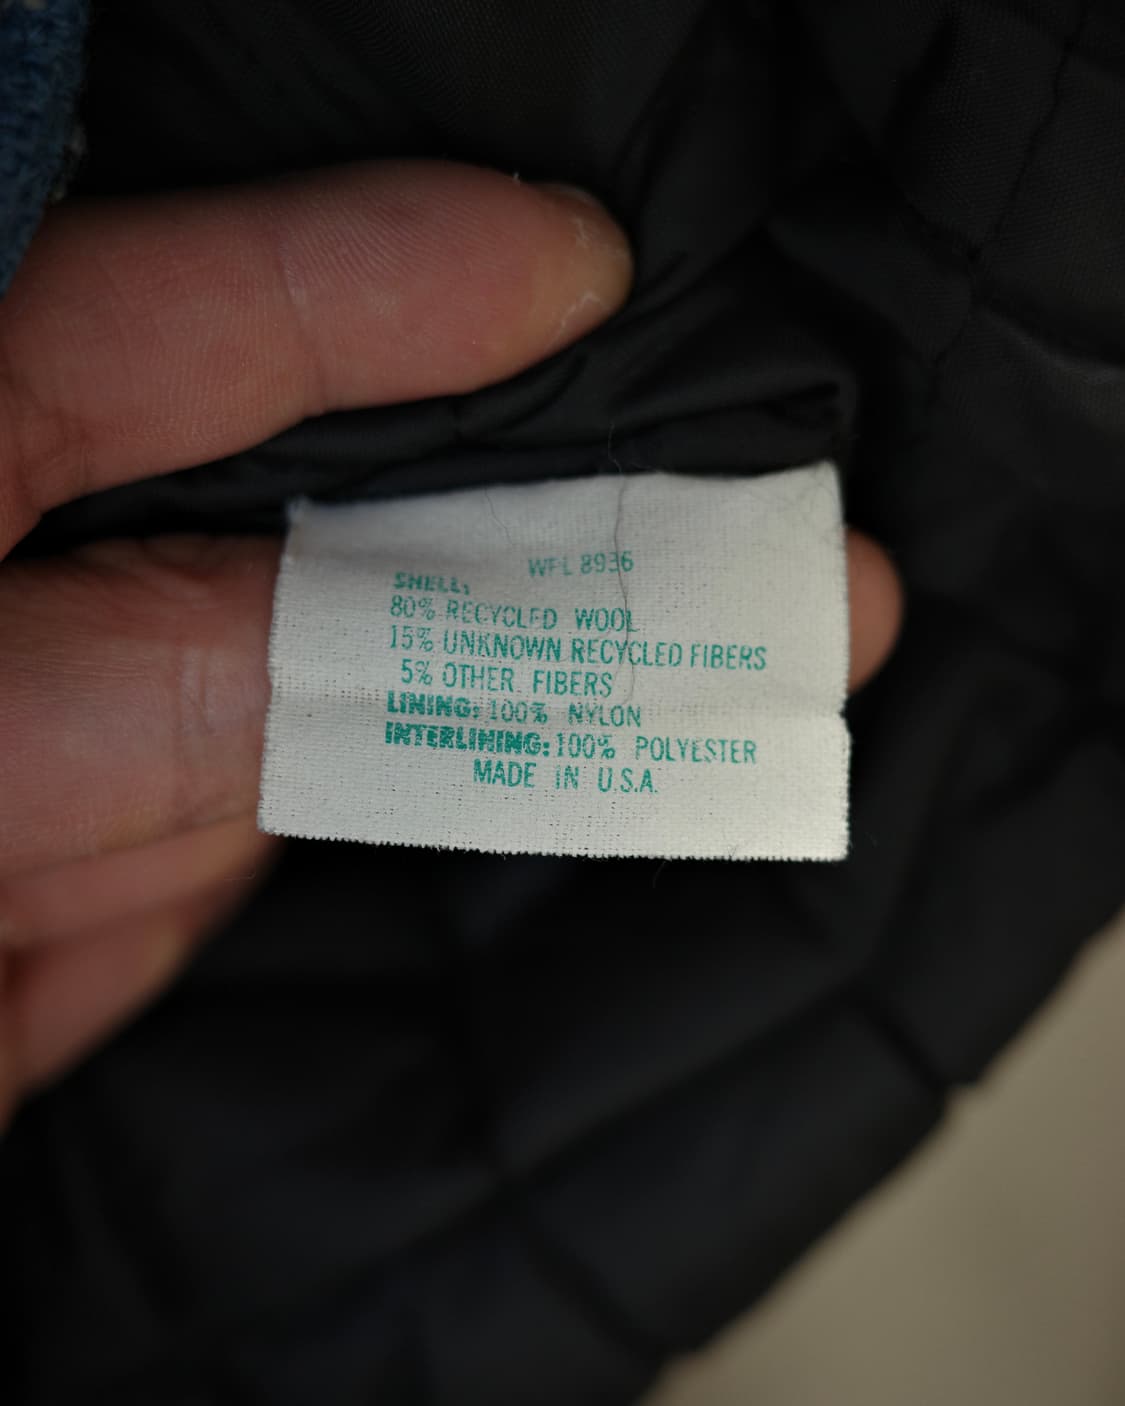 WPL 8936
SHELL:
80% RECYCLED WOOL
15% UNKNOWN RECYCLED FIBERS
5% OTHER FIBERS
LINING: 100% NYLON
INTERLINING: 100% POLYESTER
MADE IN U.S.A.